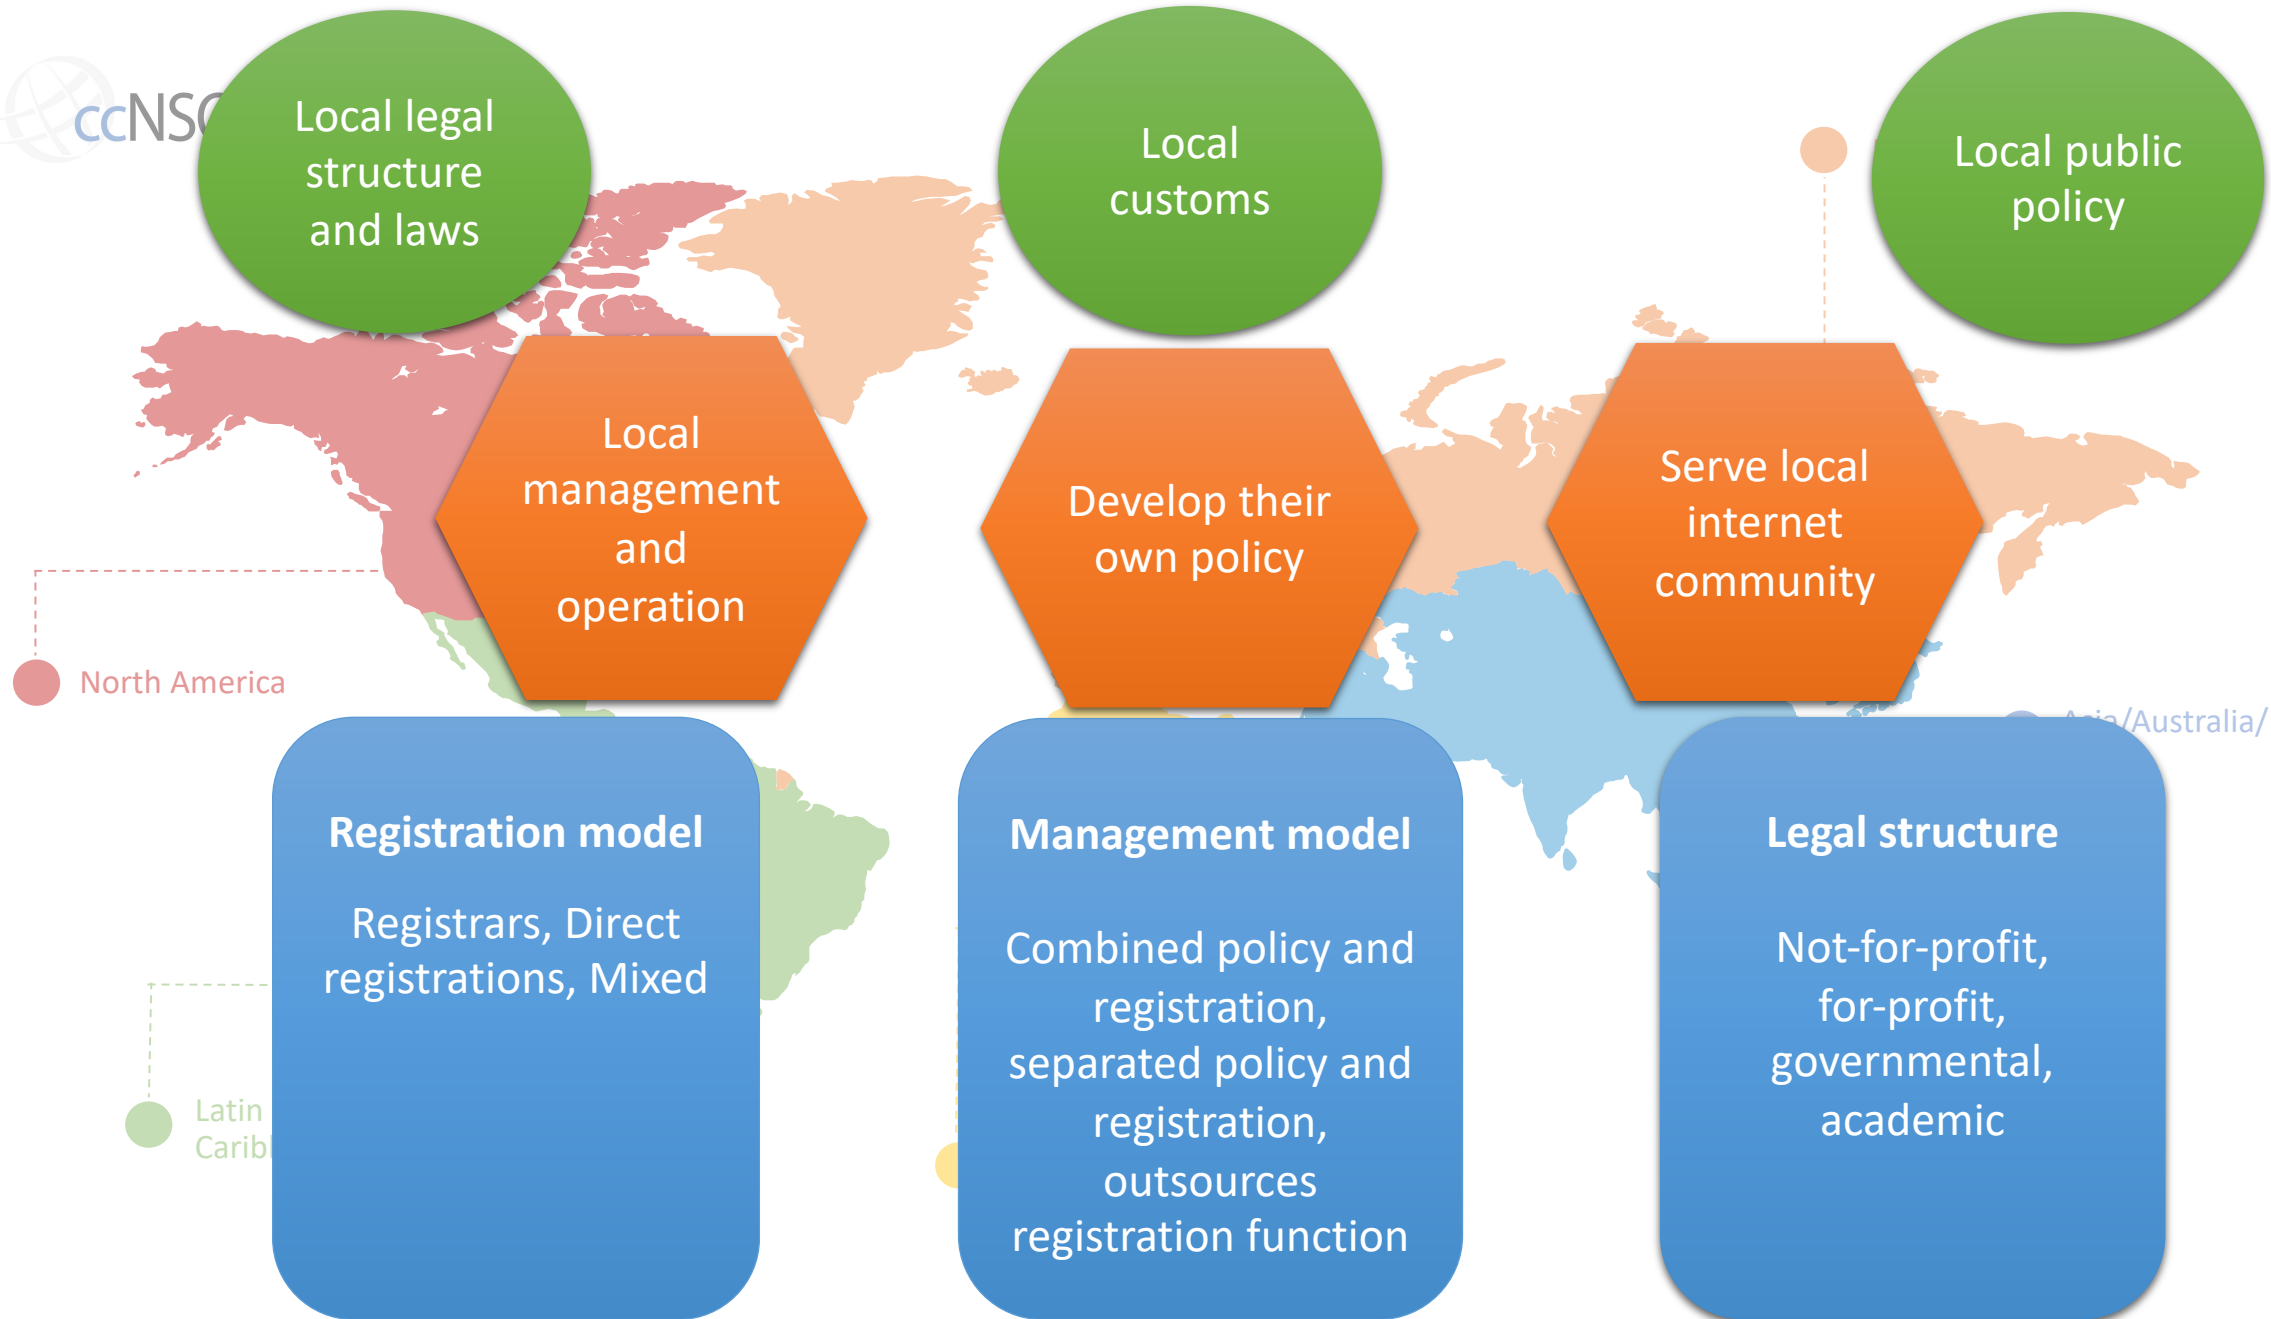 ccNSO
Local legal
structure
and laws
Local
customs
Local public
policy
Local
management
and
operation
Develop their
own policy
Serve local
internet
community
North America
/Australia/
Registration model
Registrars, Direct
registrations, Mixed
Management model
Combined policy and
registration,
separated policy and
registration,
outsources
registration function
Legal structure
Not-for-profit,
for-profit,
governmental,
academic
Latin